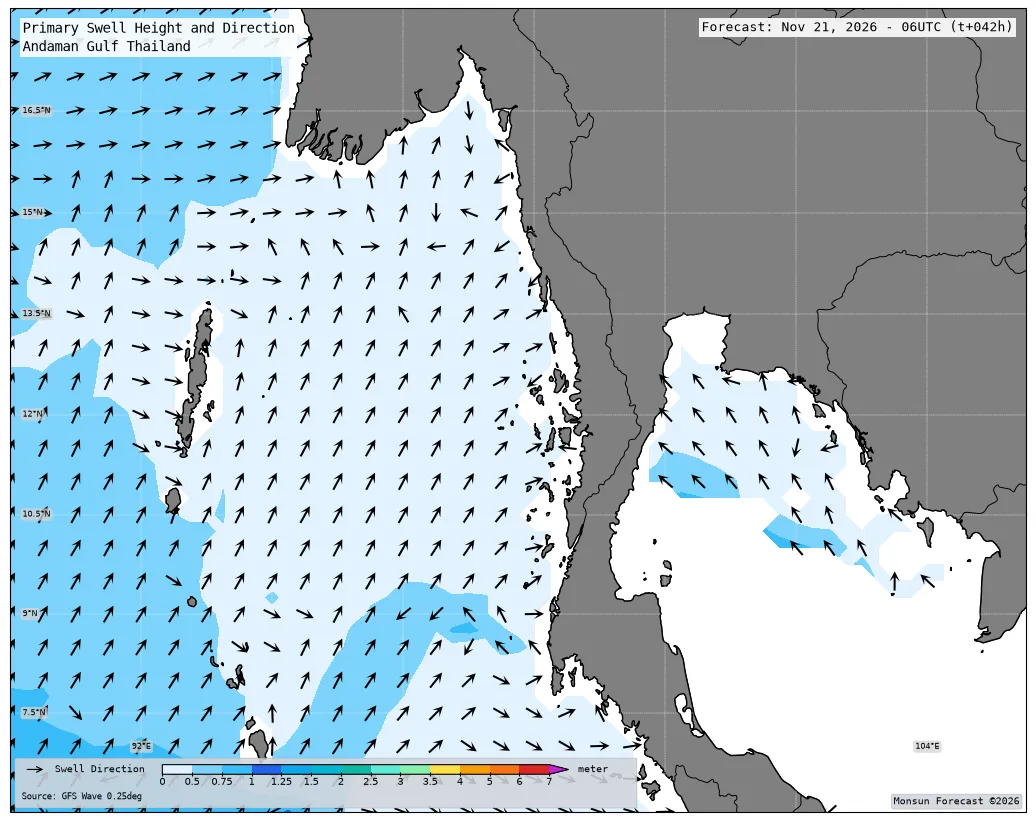 Primary Swell Height and Direction
Andaman Gulf Thailand
Forecast: Nov 21, 2026 - 06UTC (t+042h)
16.5°N
15°N
13.5°N
12°N
10.5°N
9°N
7.5°N
92°E
104°E
Swell Direction
0 0.5 0.75 1 1.25 1.5 2 2.5 3 3.5 4 4.5 5 6 7
meter
Source: GFS Wave 0.25deg
Monsun Forecast ©2026